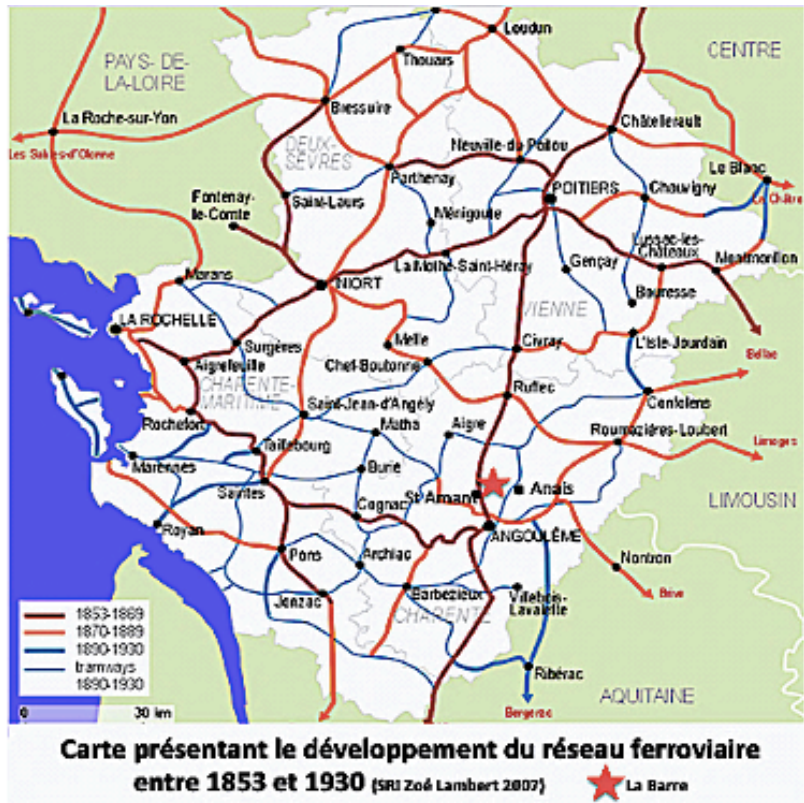 CENTRE
PAYS- DE-
LA-LOIRE
Loudun
Thouars
Bressuire
La Roche-sur-Yon
Les Sables-d'Olonne
DEUX-
SÈVRES
Châtellerault
Neuville-du-Poitou
Le Blanc
La Châtre
Parthenay
POITIERS
Chauvigny
Fontenay-
le-Comte
Saint-Laurs
Ménigoute
Lussac-les-
Châteaux
La Mothe-Saint-Héray
Gençay
Montmorillon
Marans
NIORT
Bouresse
VIENNE
LA ROCHELLE
Surgères
Melle
Civray
L'Isle-Jourdain
Bellac
Aigrefeuille
Chef-Boutonne
CHARENTE-
MARITIME
Ruffec
Confolens
Saint-Jean-d'Angély
Rochefort
Matha
Aigre
Roumazières-Loubert
Taillebourg
Limoges
Marennes
Burie
Saintes
St Amant
Anais
LIMOUSIN
Cognac
Royan
ANGOULÊME
Pons
Archiac
Nontron
Jonzac
Barbezieux
Villebois-
Lavalette
Brive
CHARENTE
1853-1869
1870-1889
1890-1930
tramways
1890-1930
Ribérac
AQUITAINE
0 30 km
Bergerac
Carte présentant le développement du réseau ferroviaire
entre 1853 et 1930 (SRI Zoé Lambert 2007) La Barre